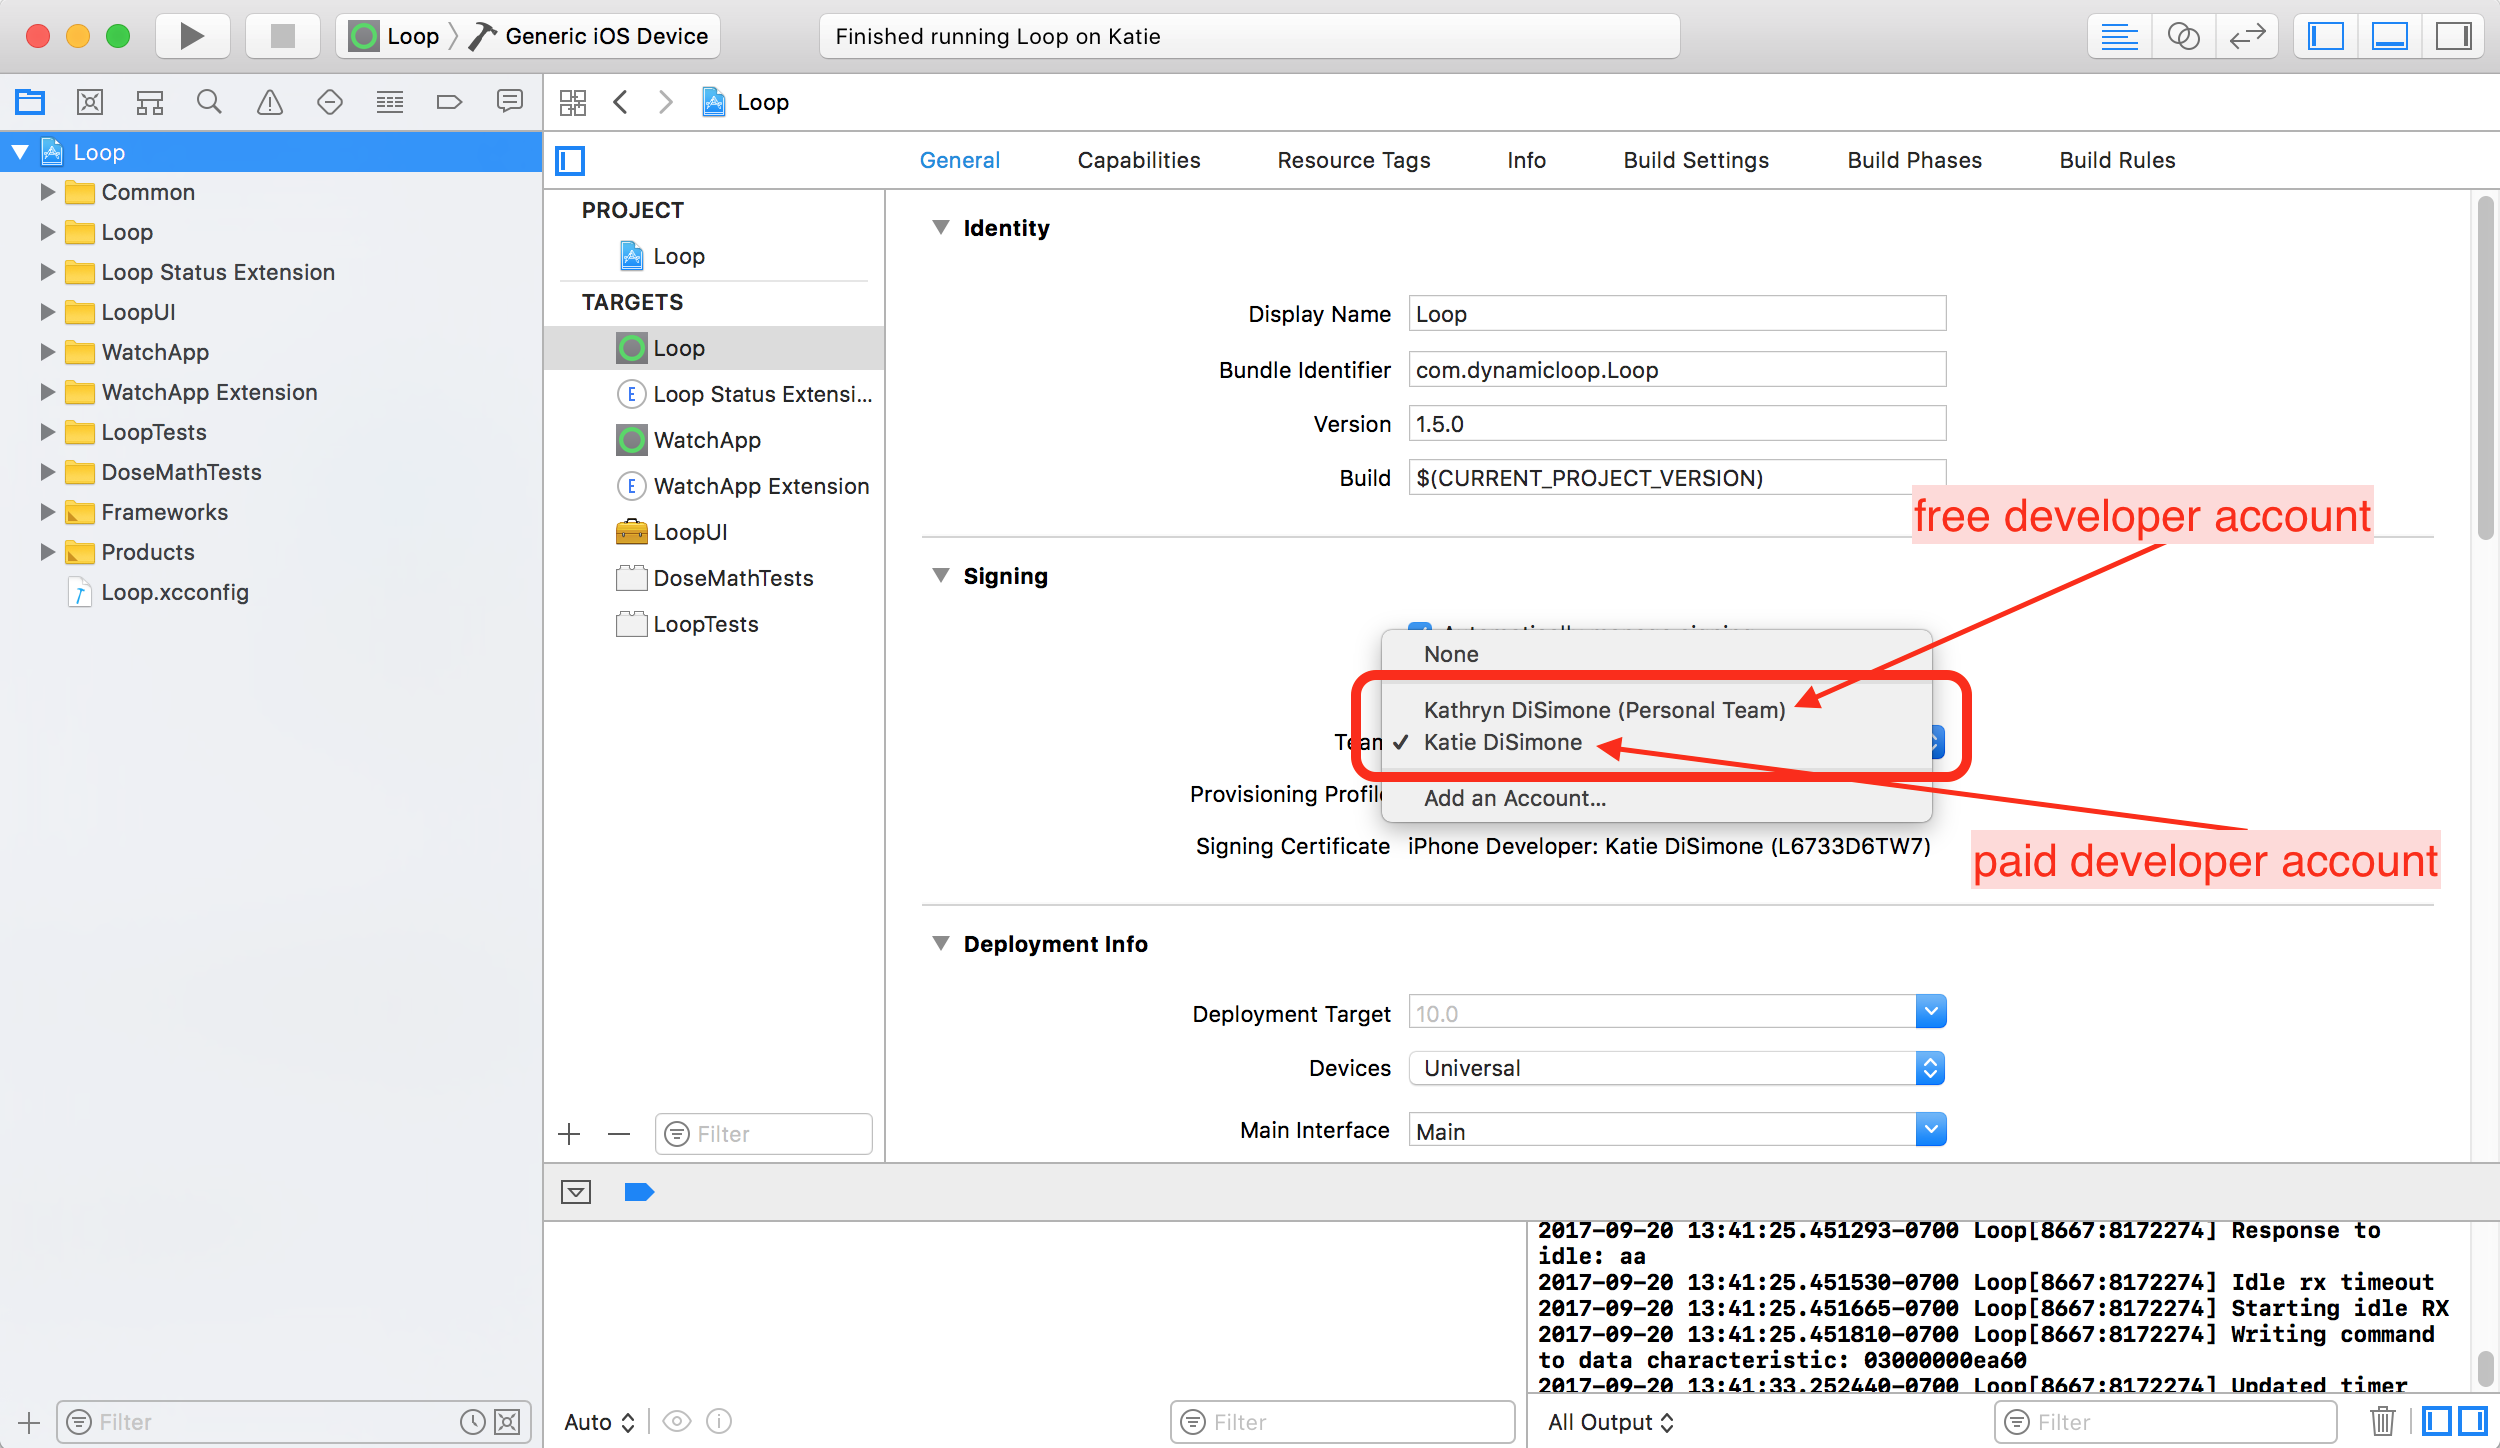 Loop
Generic iOS Device
Finished running Loop on Katie
Loop
Loop
Common
Loop
Loop Status Extension
LoopUI
WatchApp
WatchApp Extension
LoopTests
DoseMathTests
Frameworks
Products
Loop.xcconfig
Filter
General
Capabilities
Resource Tags
Info
Build Settings
Build Phases
Build Rules
PROJECT
Loop
TARGETS
Loop
Loop Status Extensi...
WatchApp
WatchApp Extension
LoopUI
DoseMathTests
LoopTests
Filter
Identity
Display Name
Loop
Bundle Identifier
com.dynamicloop.Loop
Version
1.5.0
Build
$(CURRENT_PROJECT_VERSION)
free developer account
Signing
None
Kathryn DiSimone (Personal Team)
Team
Katie DiSimone
Provisioning Profile
Add an Account...
Signing Certificate
iPhone Developer: Katie DiSimone (L6733D6TW7)
paid developer account
Deployment Info
Deployment Target
10.0
Devices
Universal
Main Interface
Main
2017-09-20 13:41:25.451293-0700 Loop[8667:8172274] Response to
idle: aa
2017-09-20 13:41:25.451530-0700 Loop[8667:8172274] Idle rx timeout
2017-09-20 13:41:25.451665-0700 Loop[8667:8172274] Starting idle RX
2017-09-20 13:41:25.451810-0700 Loop[8667:8172274] Writing command
to data characteristic: 03000000ea60
2017-09-20 13:41:33.252440-0700 Loop[8667:8172274] Updated timer
Auto
Filter
All Output
Filter